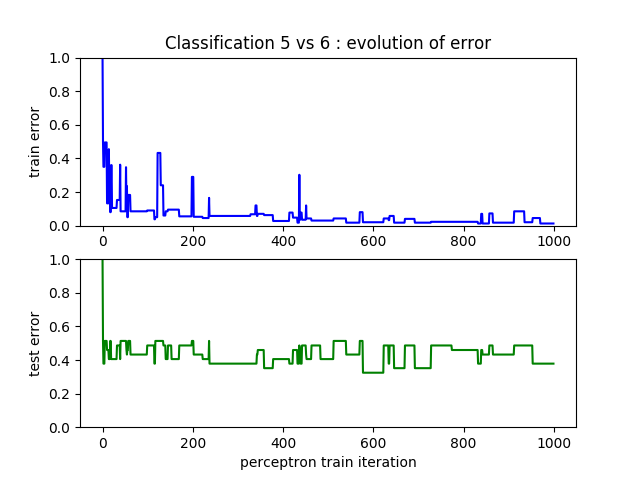 Classification 5 vs 6 : evolution of error
train error
1.0
0.8
0.6
0.4
0.2
0.0
0 200 400 600 800 1000
test error
1.0
0.8
0.6
0.4
0.2
0.0
0 200 400 600 800 1000
perceptron train iteration